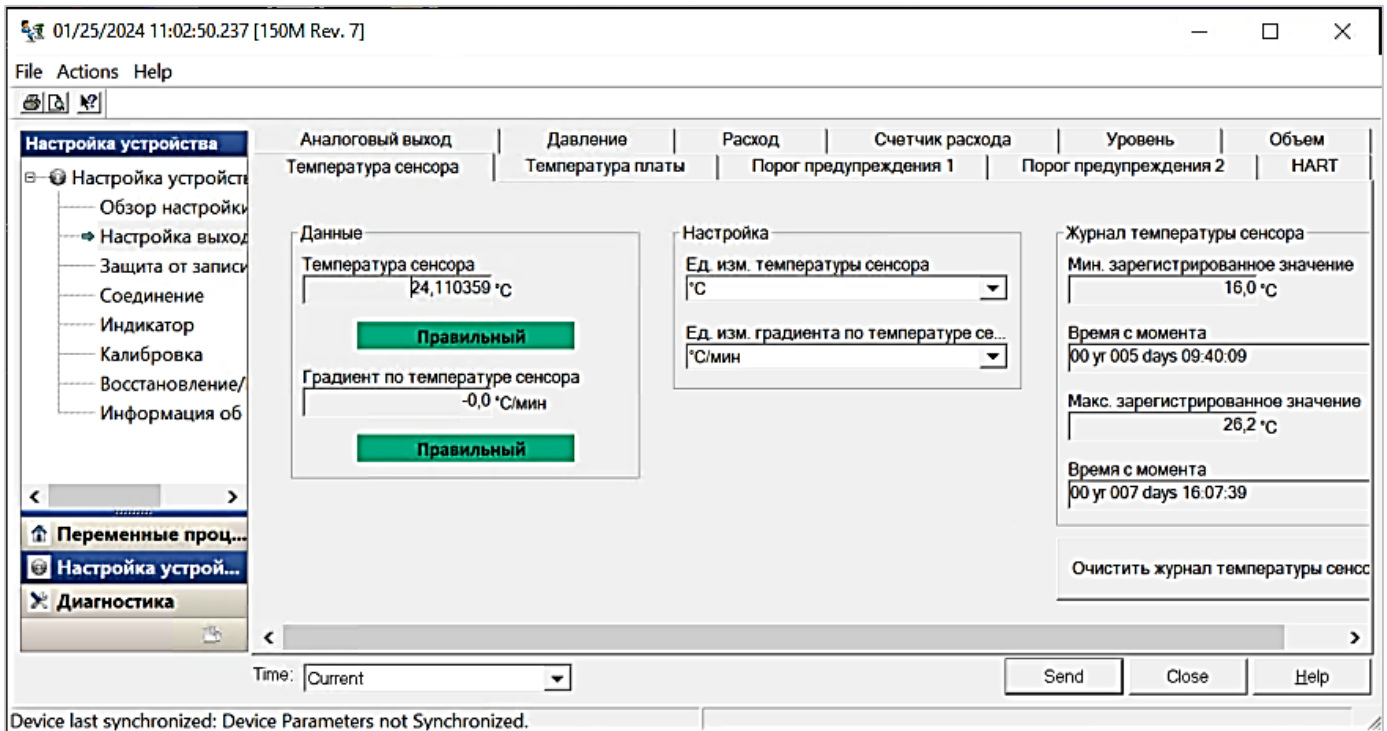 01/25/2024 11:02:50.237 [150M Rev. 7]
File Actions Help
Настройка устройства
Настройка устройств
Обзор настройки
Настройка выход
Защита от записи
Соединение
Индикатор
Калибровка
Восстановление/
Информация об
Переменные проц...
Настройка устрой...
Диагностика
Аналоговый выход Давление Расход Счетчик расхода Уровень Объем
Температура сенсора Температура платы Порог предупреждения 1 Порог предупреждения 2 HART
Данные
Температура сенсора
24,110359 °C
Правильный
Градиент по температуре сенсора
-0,0 °C/мин
Правильный
Настройка
Ед. изм. температуры сенсора
°C
Ед. изм. градиента по температуре се...
°C/мин
Журнал температуры сенсора
Мин. зарегистрированное значение
16,0 °C
Время с момента
00 yr 005 days 09:40:09
Макс. зарегистрированное значение
26,2 °C
Время с момента
00 yr 007 days 16:07:39
Очистить журнал температуры сенсо
Time: Current
Send Close Help
Device last synchronized: Device Parameters not Synchronized.